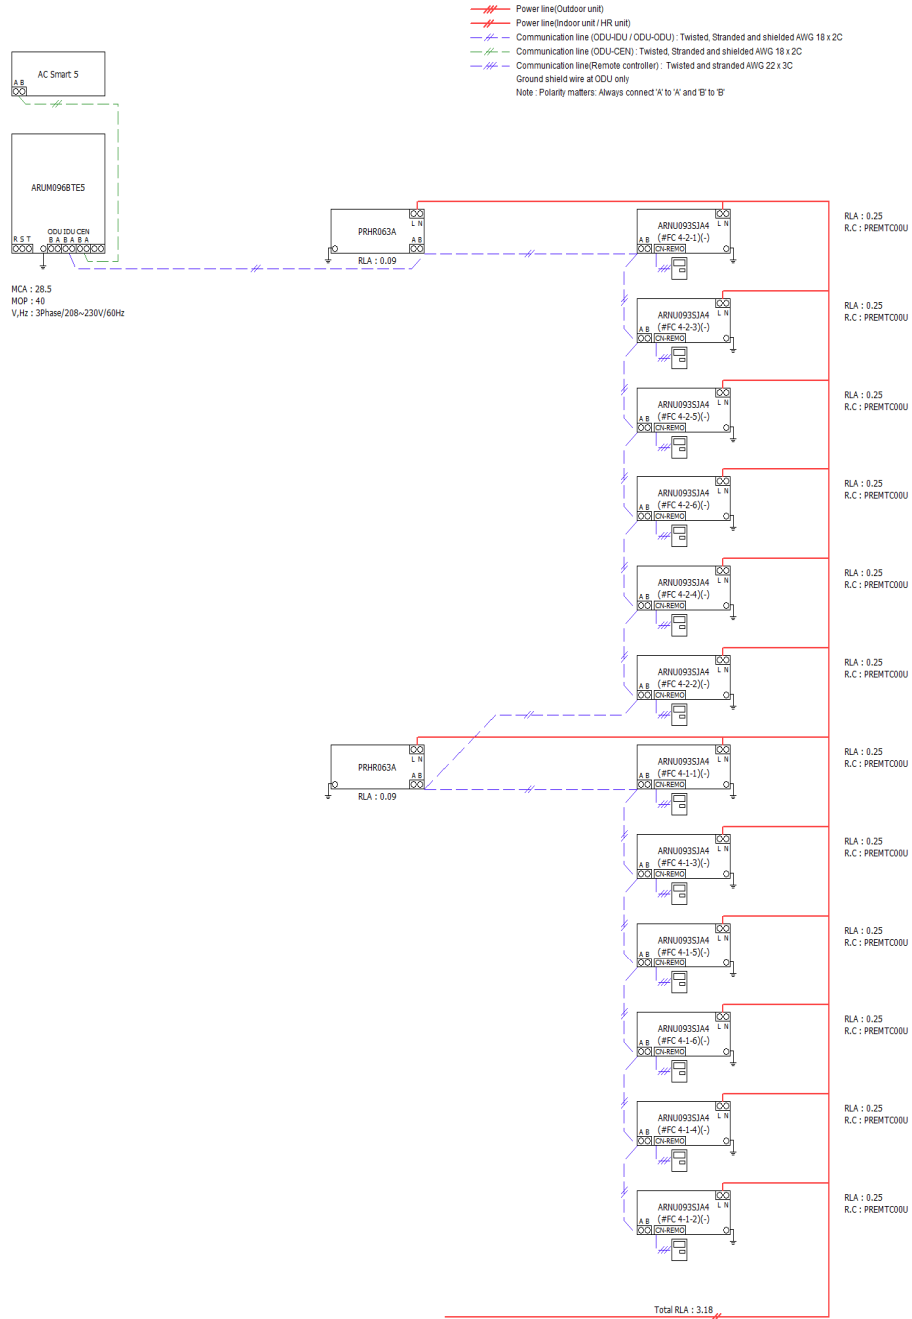 Power line(Outdoor unit)
Power line(Indoor unit / HR unit)
Communication line (ODU-IDU / ODU-ODU) : Twisted, Stranded and shielded AWG 18 x 2C
Communication line (ODU-CEN) : Twisted, Stranded and shielded AWG 18 x 2C
Communication line(Remote controller) : Twisted and stranded AWG 22 x 3C
Ground shield wire at ODU only
Note : Polarity matters: Always connect 'A' to 'A' and 'B' to 'B'
AC Smart 5
A B
ARUM096BTE5
ODU IDU CEN
R S T B A B A B A
MCA : 28.5
MOP : 40
V,Hz : 3Phase/208~230V/60Hz
PRHR063A
L N
A B
RLA : 0.09
ARNU093SJA4
(#FC 4-2-1)(-)
L N
A B
CN-REMO
RLA : 0.25
R.C : PREMTC00U
ARNU093SJA4
(#FC 4-2-3)(-)
L N
A B
CN-REMO
RLA : 0.25
R.C : PREMTC00U
ARNU093SJA4
(#FC 4-2-5)(-)
L N
A B
CN-REMO
RLA : 0.25
R.C : PREMTC00U
ARNU093SJA4
(#FC 4-2-6)(-)
L N
A B
CN-REMO
RLA : 0.25
R.C : PREMTC00U
ARNU093SJA4
(#FC 4-2-4)(-)
L N
A B
CN-REMO
RLA : 0.25
R.C : PREMTC00U
ARNU093SJA4
(#FC 4-2-2)(-)
L N
A B
CN-REMO
RLA : 0.25
R.C : PREMTC00U
PRHR063A
L N
A B
RLA : 0.09
ARNU093SJA4
(#FC 4-1-1)(-)
L N
A B
CN-REMO
RLA : 0.25
R.C : PREMTC00U
ARNU093SJA4
(#FC 4-1-3)(-)
L N
A B
CN-REMO
RLA : 0.25
R.C : PREMTC00U
ARNU093SJA4
(#FC 4-1-5)(-)
L N
A B
CN-REMO
RLA : 0.25
R.C : PREMTC00U
ARNU093SJA4
(#FC 4-1-6)(-)
L N
A B
CN-REMO
RLA : 0.25
R.C : PREMTC00U
ARNU093SJA4
(#FC 4-1-4)(-)
L N
A B
CN-REMO
RLA : 0.25
R.C : PREMTC00U
ARNU093SJA4
(#FC 4-1-2)(-)
L N
A B
CN-REMO
RLA : 0.25
R.C : PREMTC00U
Total RLA : 3.18